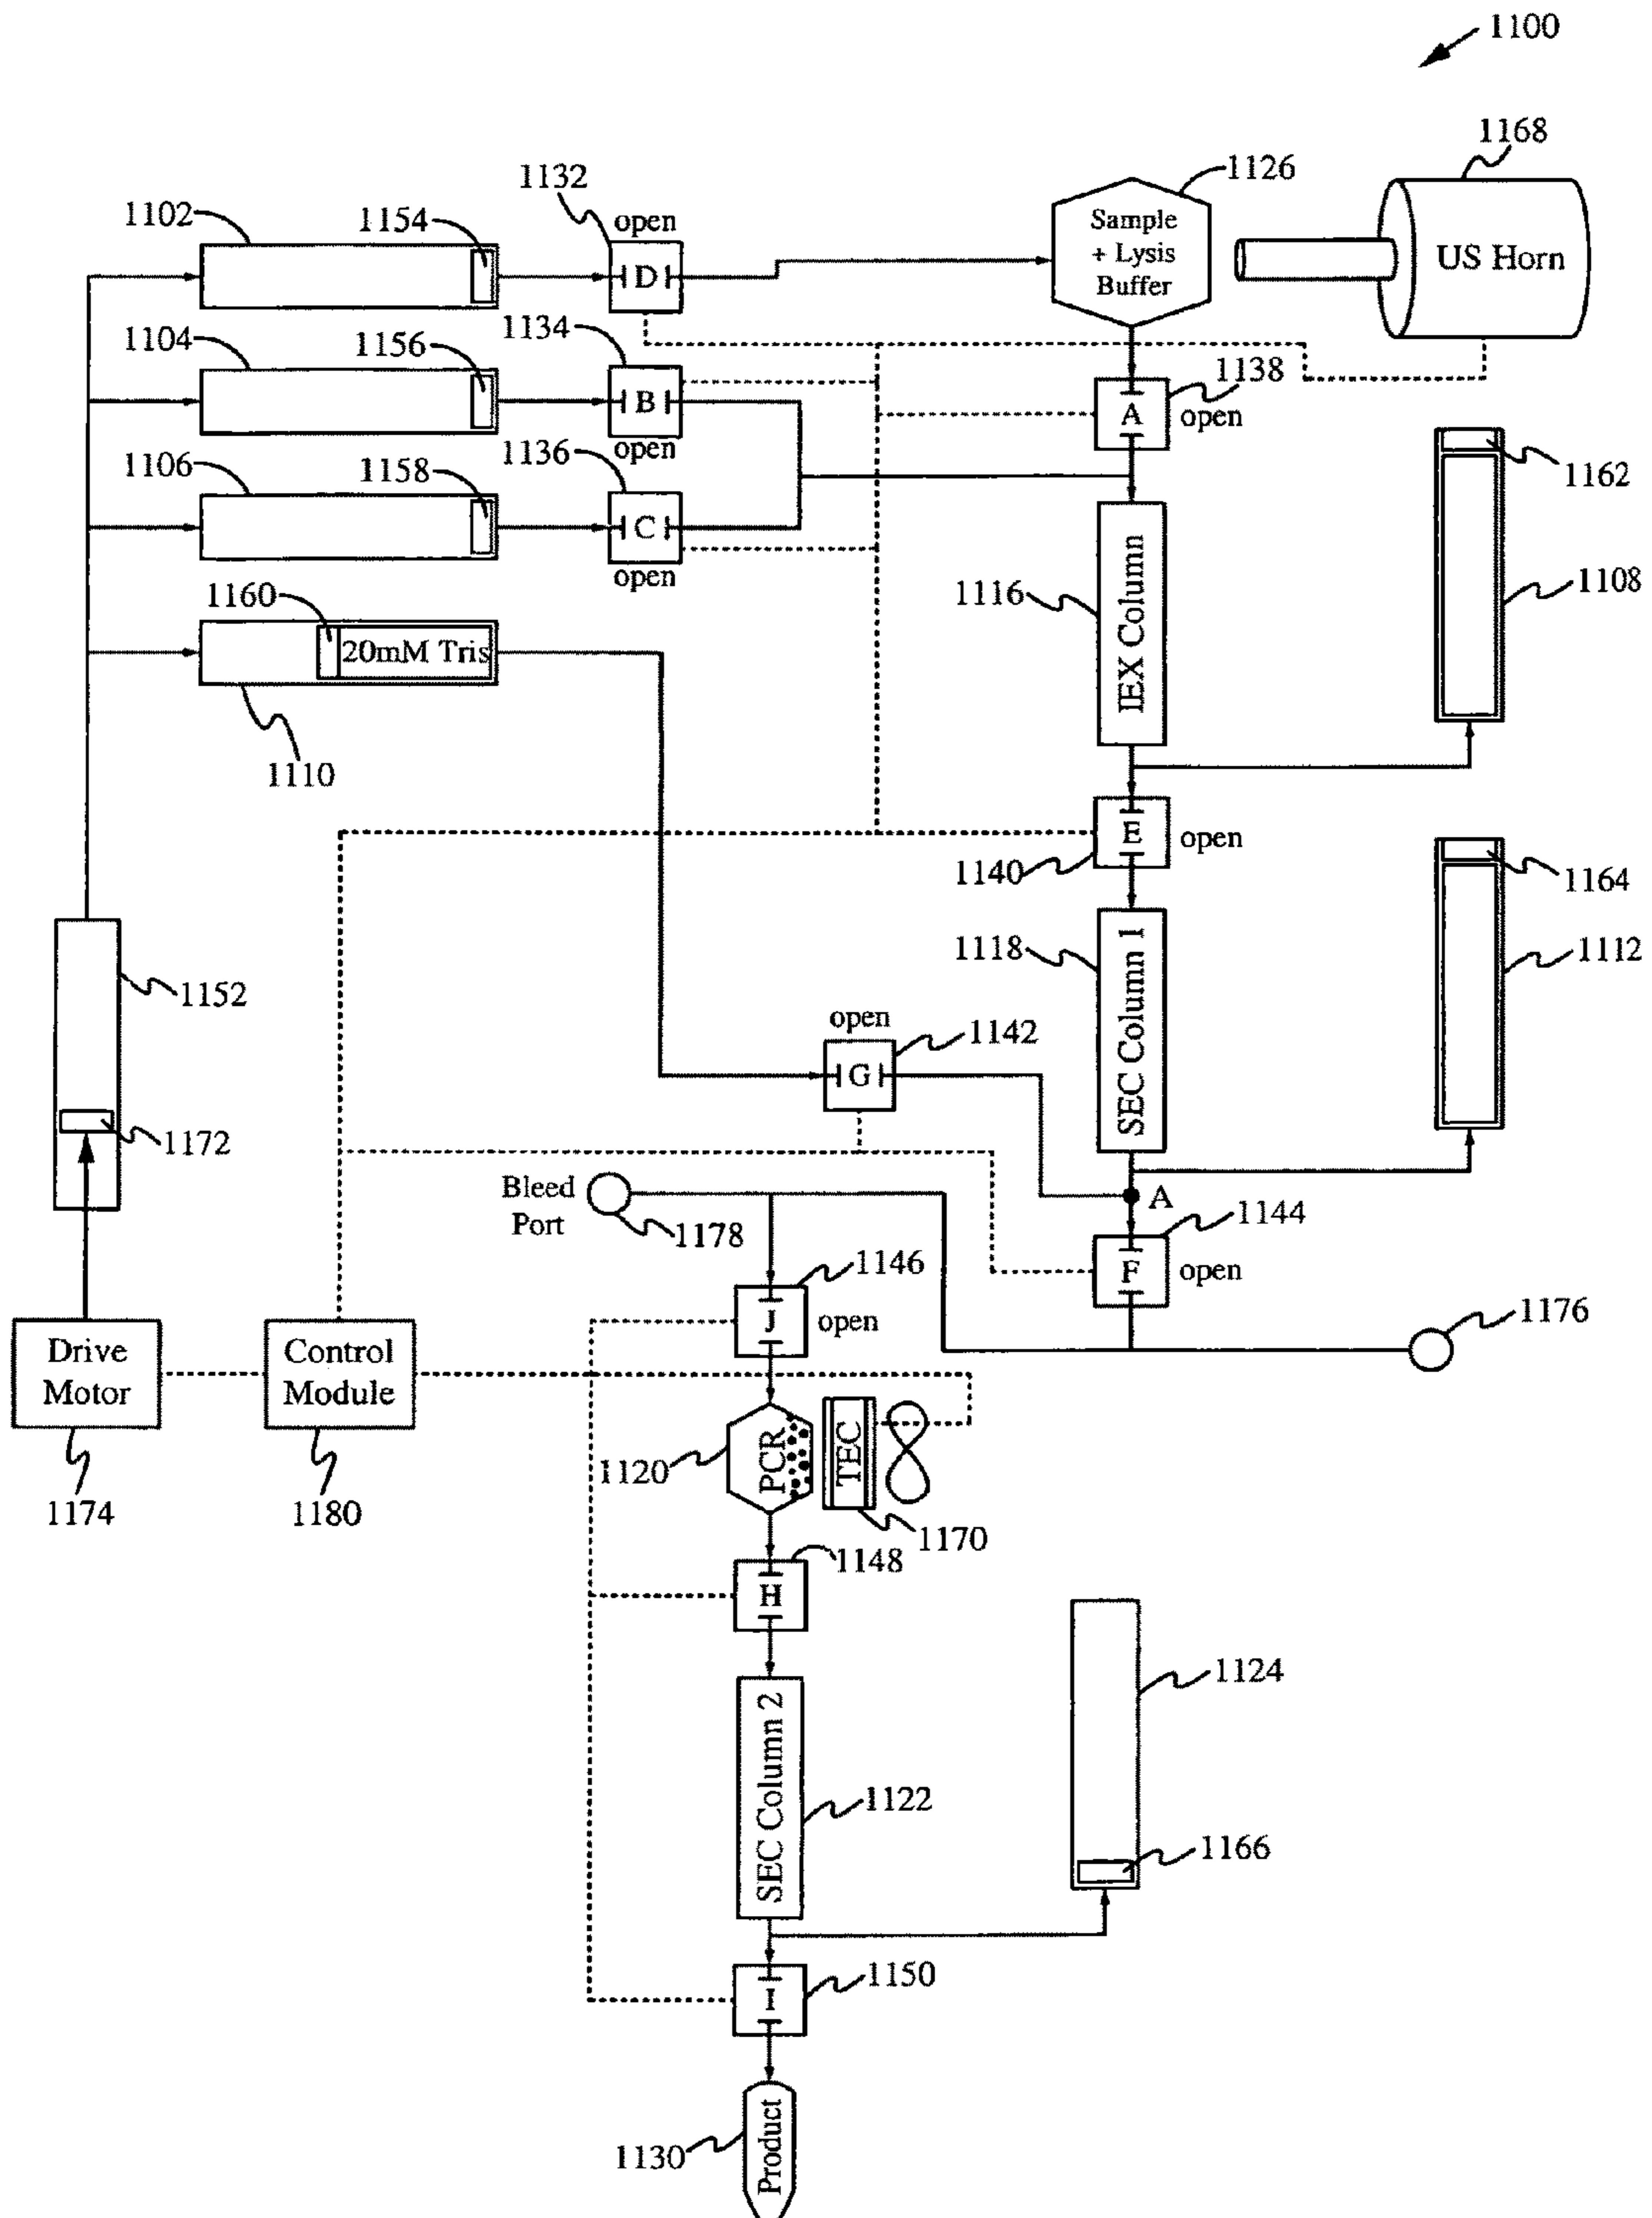 1100
1168
1132
1126
1102
1154
open
Sample
+ Lysis
Buffer
US Horn
D
1134
1104
1156
1138
B
A
open
open
1136
1106
1158
1162
C
open
IEX Column
1160
1116
1108
20mM Tris
1110
E
open
1140
1164
1118
SEC Column 1
1112
1152
open
1142
G
1172
Bleed
Port
A
1178
1144
1146
F
open
J
open
1176
Drive
Motor
Control
Module
PCR
TEC
1120
1174
1180
1170
1148
H
1124
SEC Column 2
1122
1166
1150
I
Product
1130